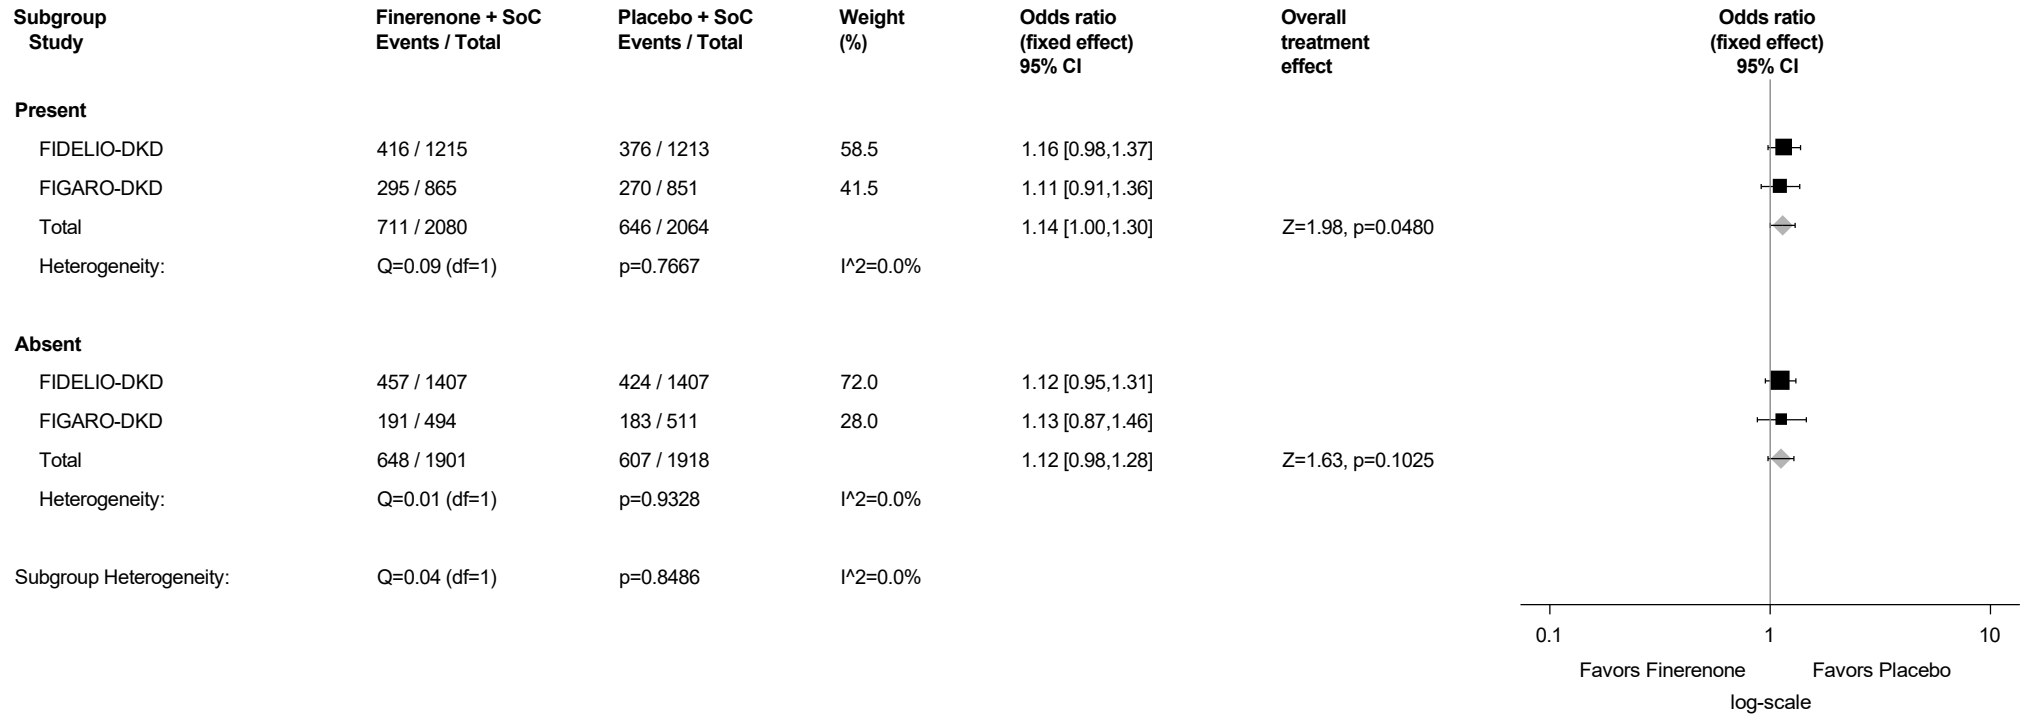 Subgroup Finerenone + SoC Placebo + SoC Weight Odds ratio Overall Odds ratio
Study Events / Total Events / Total (%) (fixed effect) treatment (fixed effect)
95% CI effect 95% CI
Present
FIDELIO-DKD 416 / 1215 376 / 1213 58.5 1.16 [0.98,1.37]
FIGARO-DKD 295 / 865 270 / 851 41.5 1.11 [0.91,1.36]
Total 711 / 2080 646 / 2064 1.14 [1.00,1.30] Z=1.98, p=0.0480
Heterogeneity: Q=0.09 (df=1) p=0.7667 I^2=0.0%
Absent
FIDELIO-DKD 457 / 1407 424 / 1407 72.0 1.12 [0.95,1.31]
FIGARO-DKD 191 / 494 183 / 511 28.0 1.13 [0.87,1.46]
Total 648 / 1901 607 / 1918 1.12 [0.98,1.28] Z=1.63, p=0.1025
Heterogeneity: Q=0.01 (df=1) p=0.9328 I^2=0.0%
Subgroup Heterogeneity: Q=0.04 (df=1) p=0.8486 I^2=0.0%
0.1 1 10
Favors Finerenone Favors Placebo
log-scale